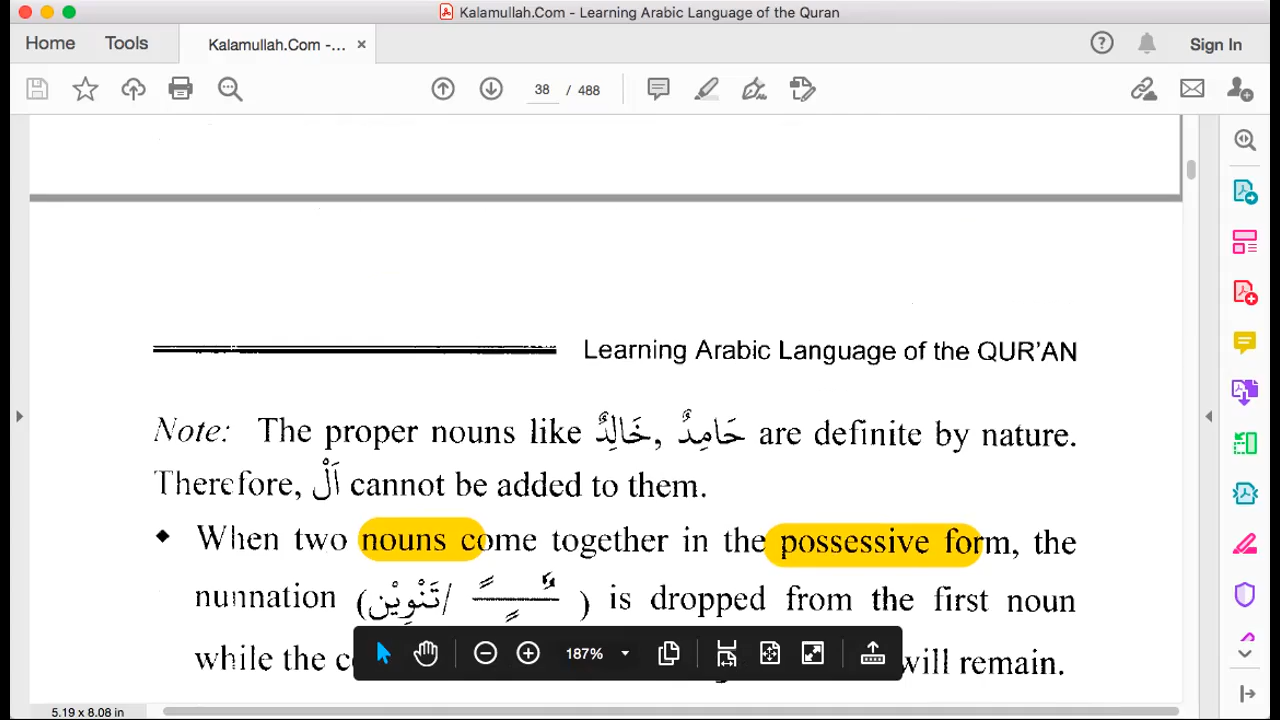 Kalamullah.Com - Learning Arabic Language of the Quran
Home Tools Kalamullah.Com -... × Sign In
38 / 488
Learning Arabic Language of the QUR'AN
Note: The proper nouns like خَالِدٌ, حَامِدٌ are definite by nature.
Therefore, اَلْ cannot be added to them.
◆ When two nouns come together in the possessive form, the
nunnation (تَنْوِيْن / ـًـٍـٌ) is dropped from the first noun
while the will remain.
187%
5.19 x 8.08 in